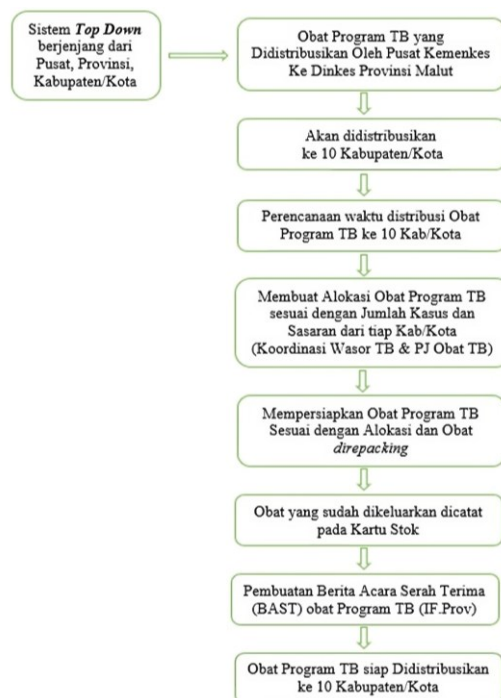 Sistem Top Down
berjenjang dari
Pusat, Provinsi,
Kabupaten/Kota
Obat Program TB yang
Didistribusikan Oleh Pusat Kemenkes
Ke Dinkes Provinsi Malut
Akan didistribusikan
ke 10 Kabupaten/Kota
Perencanaan waktu distribusi Obat
Program TB ke 10 Kab/Kota
Membuat Alokasi Obat Program TB
sesuai dengan Jumlah Kasus dan
Sasaran dari tiap Kab/Kota
(Koordinasi Wasor TB & PJ Obat TB)
Mempersiapkan Obat Program TB
Sesuai dengan Alokasi dan Obat
direpacking
Obat yang sudah dikeluarkan dicatat
pada Kartu Stok
Pembuatan Berita Acara Serah Terima
(BAST) obat Program TB (IF.Prov)
Obat Program TB siap Didistribusikan
ke 10 Kabupaten/Kota